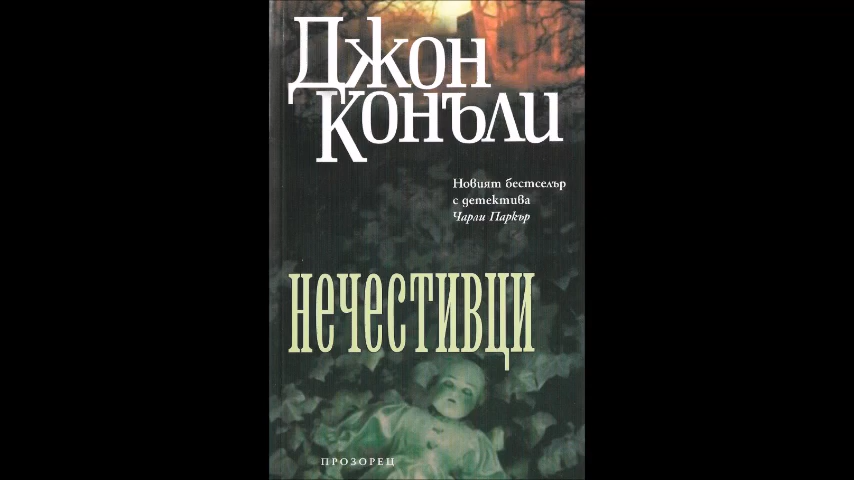 Джон
Конъли
Новият бестселър
с детектива
Чарли Паркър
Нечестивци
ПРОЗОРЕЦ